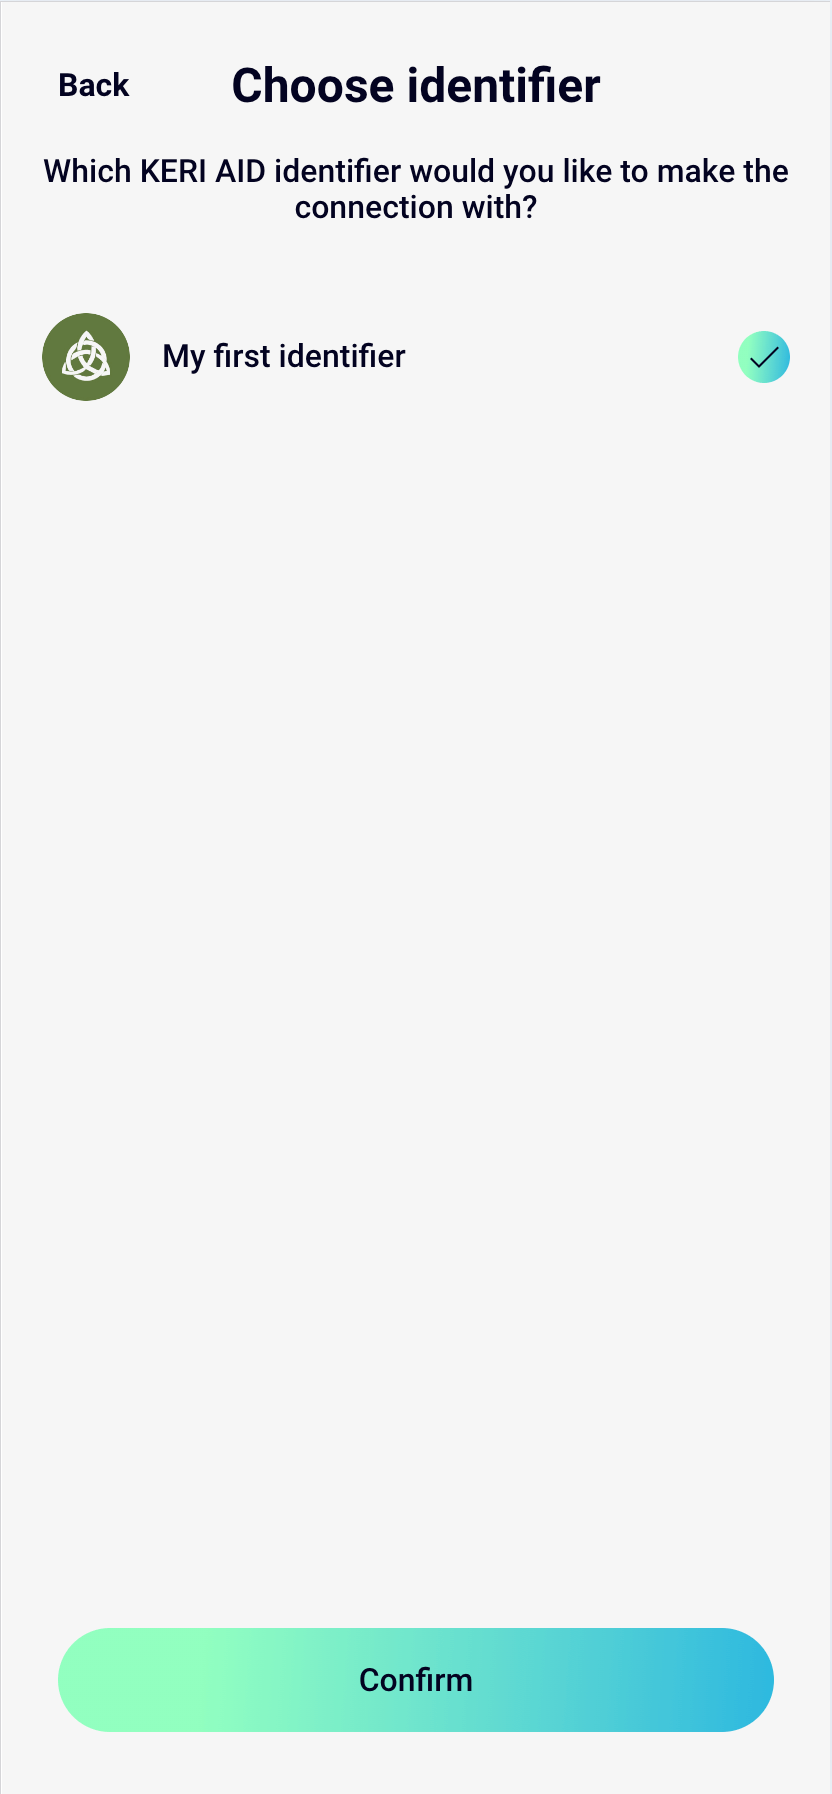 Back
Choose identifier
Which KERI AID identifier would you like to make the
connection with?
My first identifier
Confirm